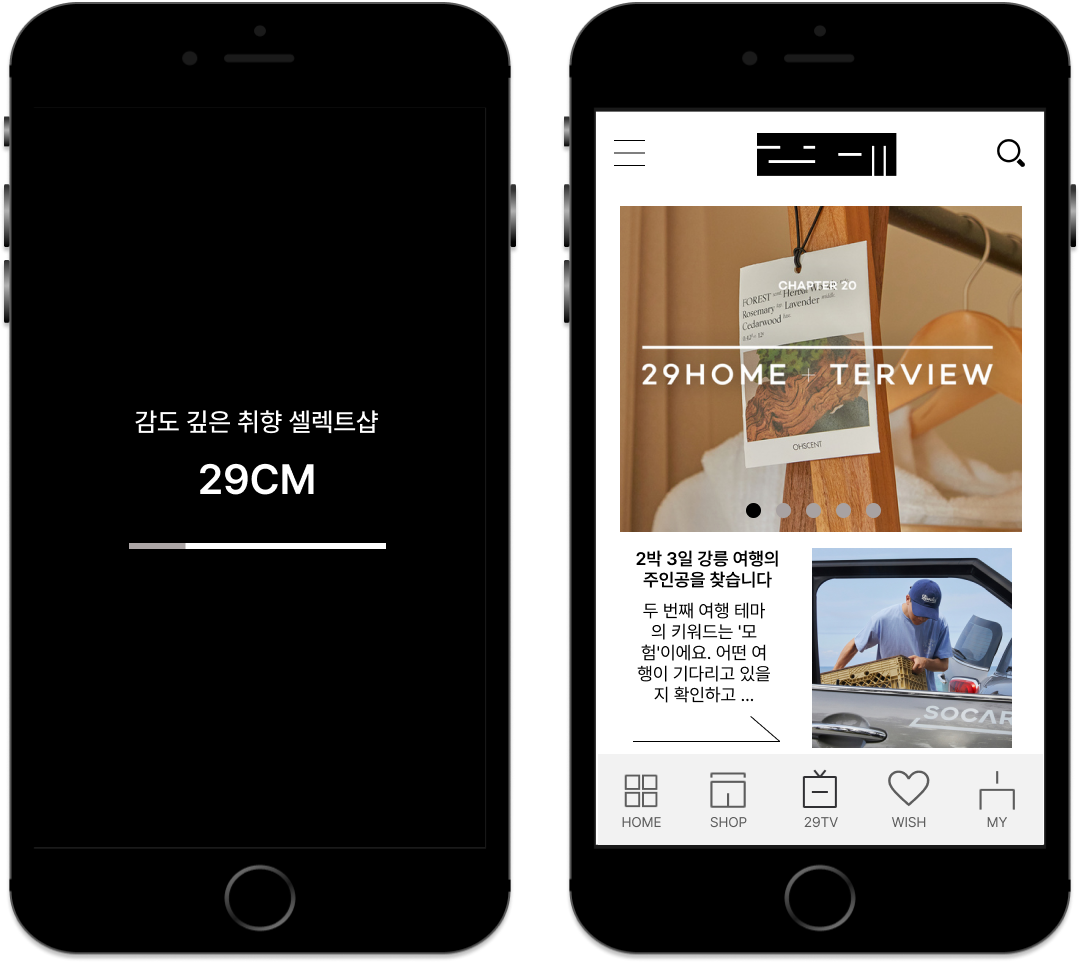 감도 깊은 취향 셀렉트샵
29CM
CHAPTER 20
FOREST
Rosemary for Lavender middle
Cedarwood
29HOME + TERVIEW
OHSCENT
2박 3일 강릉 여행의
주인공을 찾습니다
두 번째 여행 테마
의 키워드는 '모
험'이에요. 어떤 여
행이 기다리고 있을
지 확인하고 ...
SOCAR
HOME
SHOP
29TV
WISH
MY